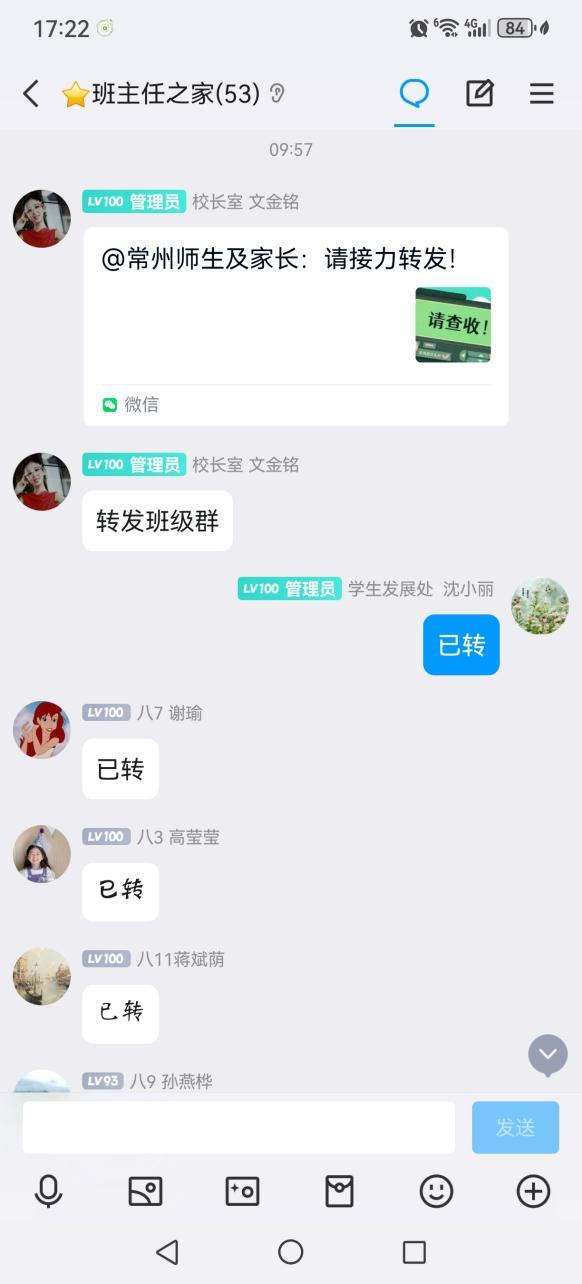 17:22
6 4G 84
班主任之家(53)
09:57
LV100 管理员 校长室 文金铭
@常州师生及家长：请接力转发！
请查收！
微信
LV100 管理员 校长室 文金铭
转发班级群
LV100 管理员 学生发展处 沈小丽
已转
LV100 八7 谢瑜
已转
LV100 八3 高莹莹
已转
LV100 八11蒋斌荫
已转
LV93 八9 孙燕桦
发送